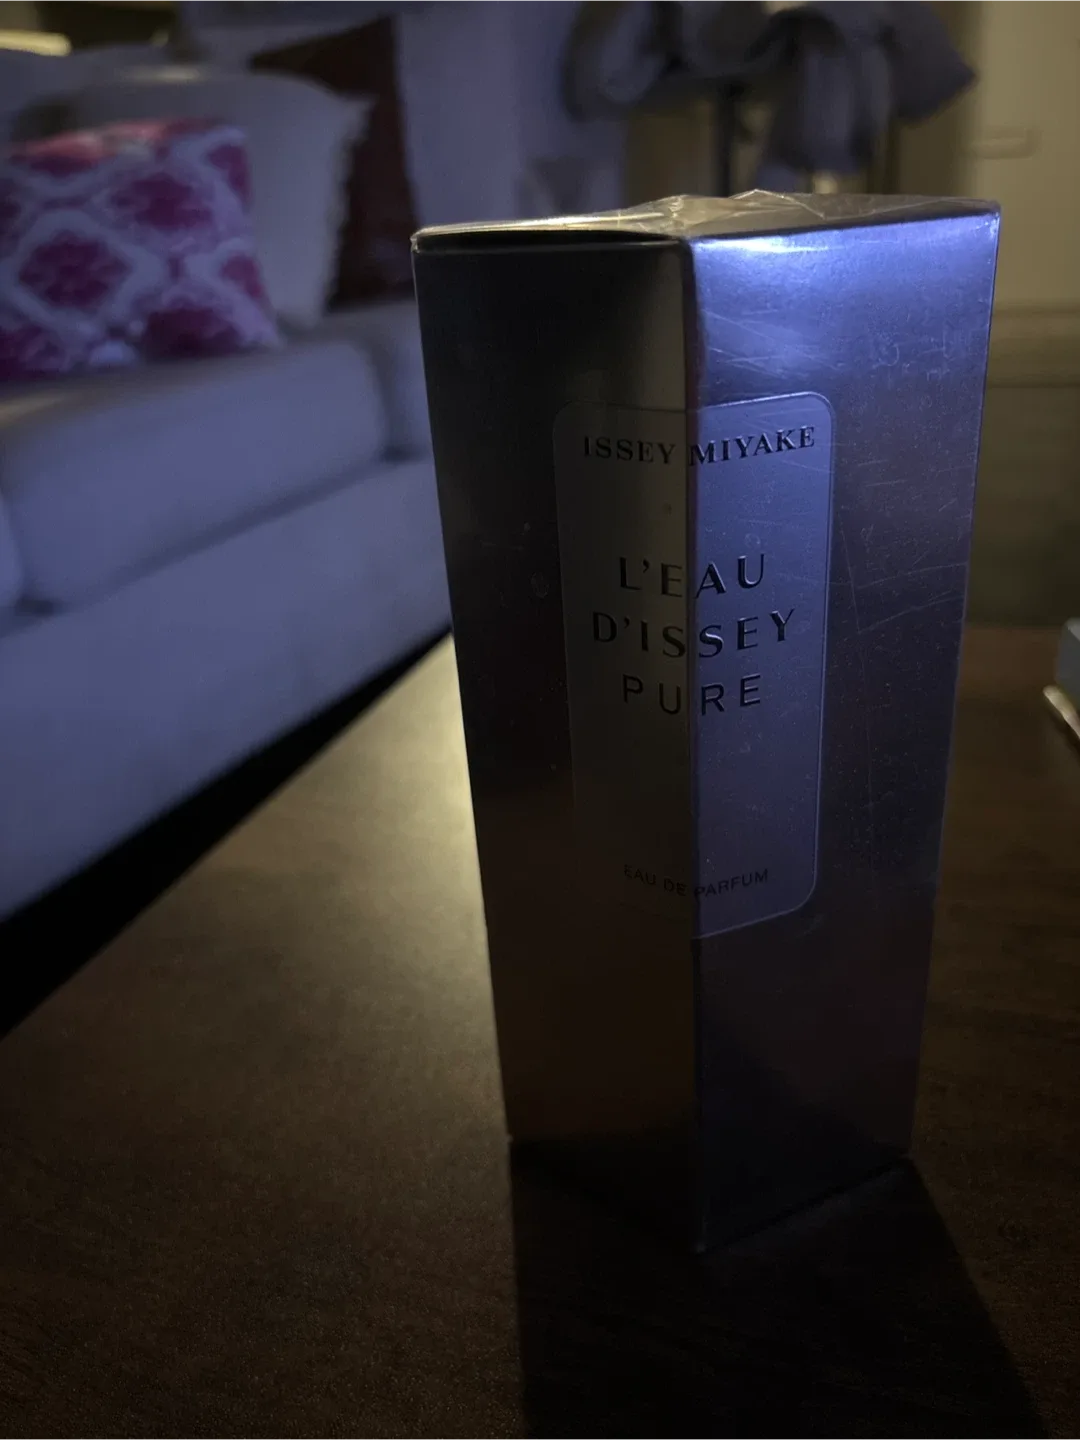 ISSEY MIYAKE
L'EAU
D'ISSEY
PURE
EAU DE PARFUM